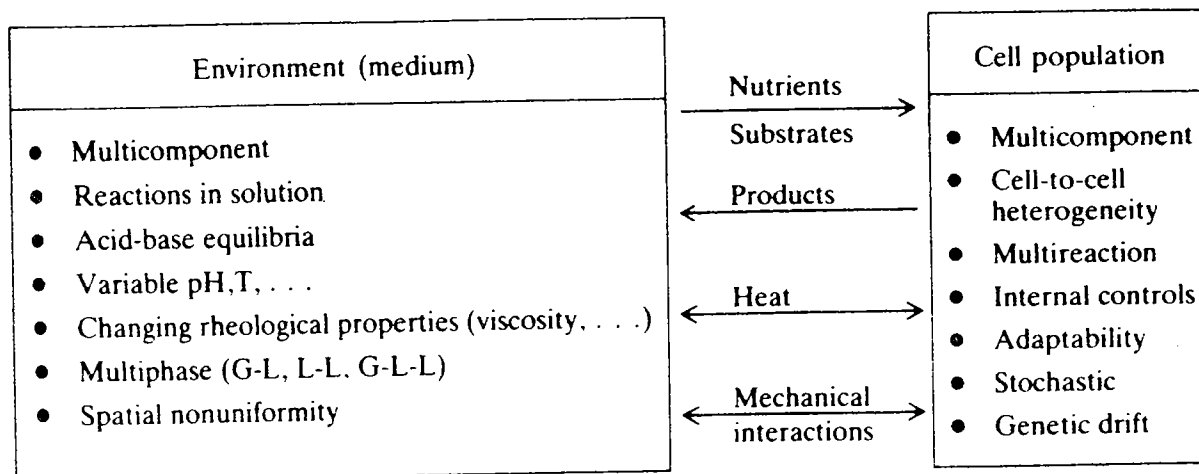 Environment (medium)
● Multicomponent
● Reactions in solution
● Acid-base equilibria
● Variable pH,T, . . .
● Changing rheological properties (viscosity, . . .)
● Multiphase (G-L, L-L, G-L-L)
● Spatial nonuniformity
Nutrients
Substrates
Products
Heat
Mechanical
interactions
Cell population
● Multicomponent
● Cell-to-cell
heterogeneity
● Multireaction
● Internal controls
● Adaptability
● Stochastic
● Genetic drift